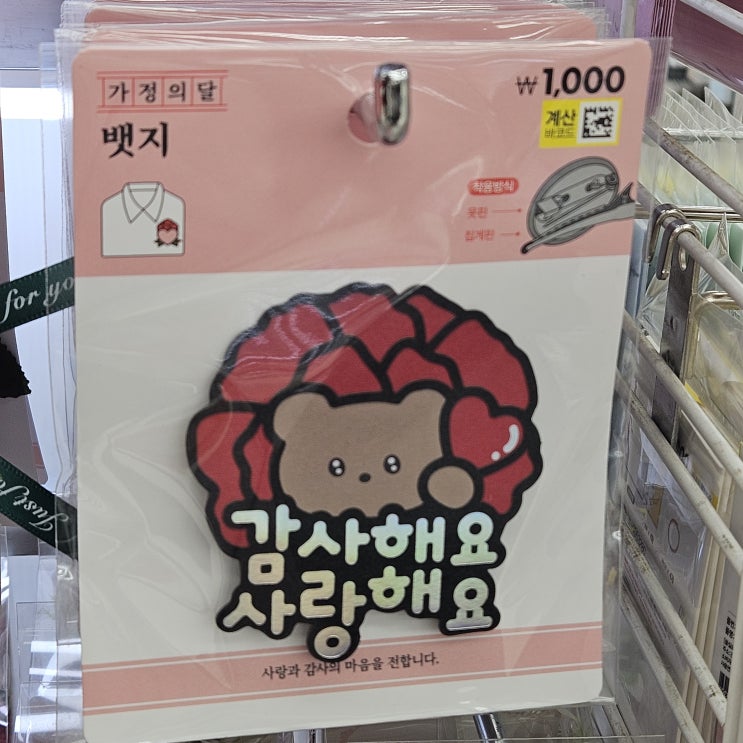 가정의달
₩1,000
뱃지
계산
바코드
착용방식
옷핀
집게핀
for you
감사해요
사랑해요
사랑과 감사의 마음을 전합니다.